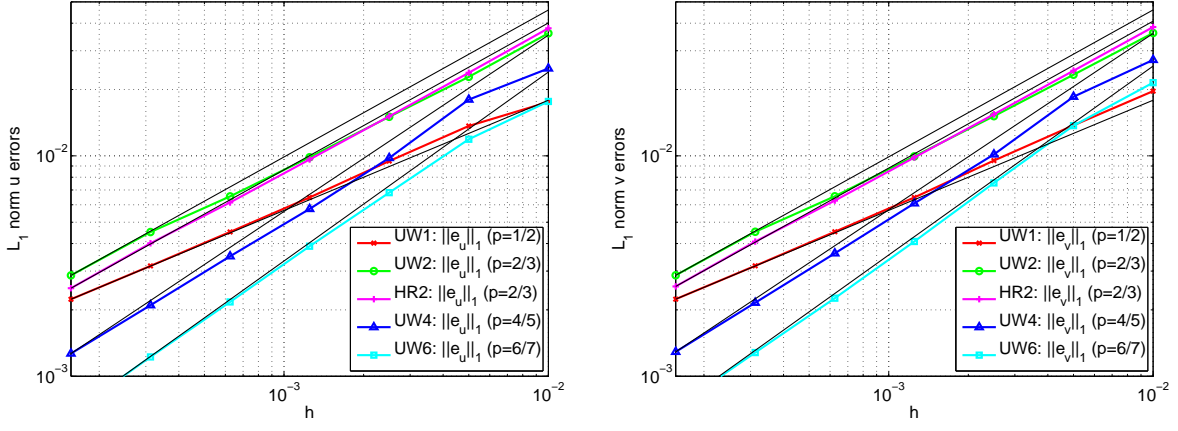 L_1 norm u errors
10^-2
10^-3
UW1: ||e_u||_1 (p=1/2)
UW2: ||e_u||_1 (p=2/3)
HR2: ||e_u||_1 (p=2/3)
UW4: ||e_u||_1 (p=4/5)
UW6: ||e_u||_1 (p=6/7)
10^-3
10^-2
h
L_1 norm v errors
10^-2
10^-3
UW1: ||e_v||_1 (p=1/2)
UW2: ||e_v||_1 (p=2/3)
HR2: ||e_v||_1 (p=2/3)
UW4: ||e_v||_1 (p=4/5)
UW6: ||e_v||_1 (p=6/7)
10^-3
10^-2
h